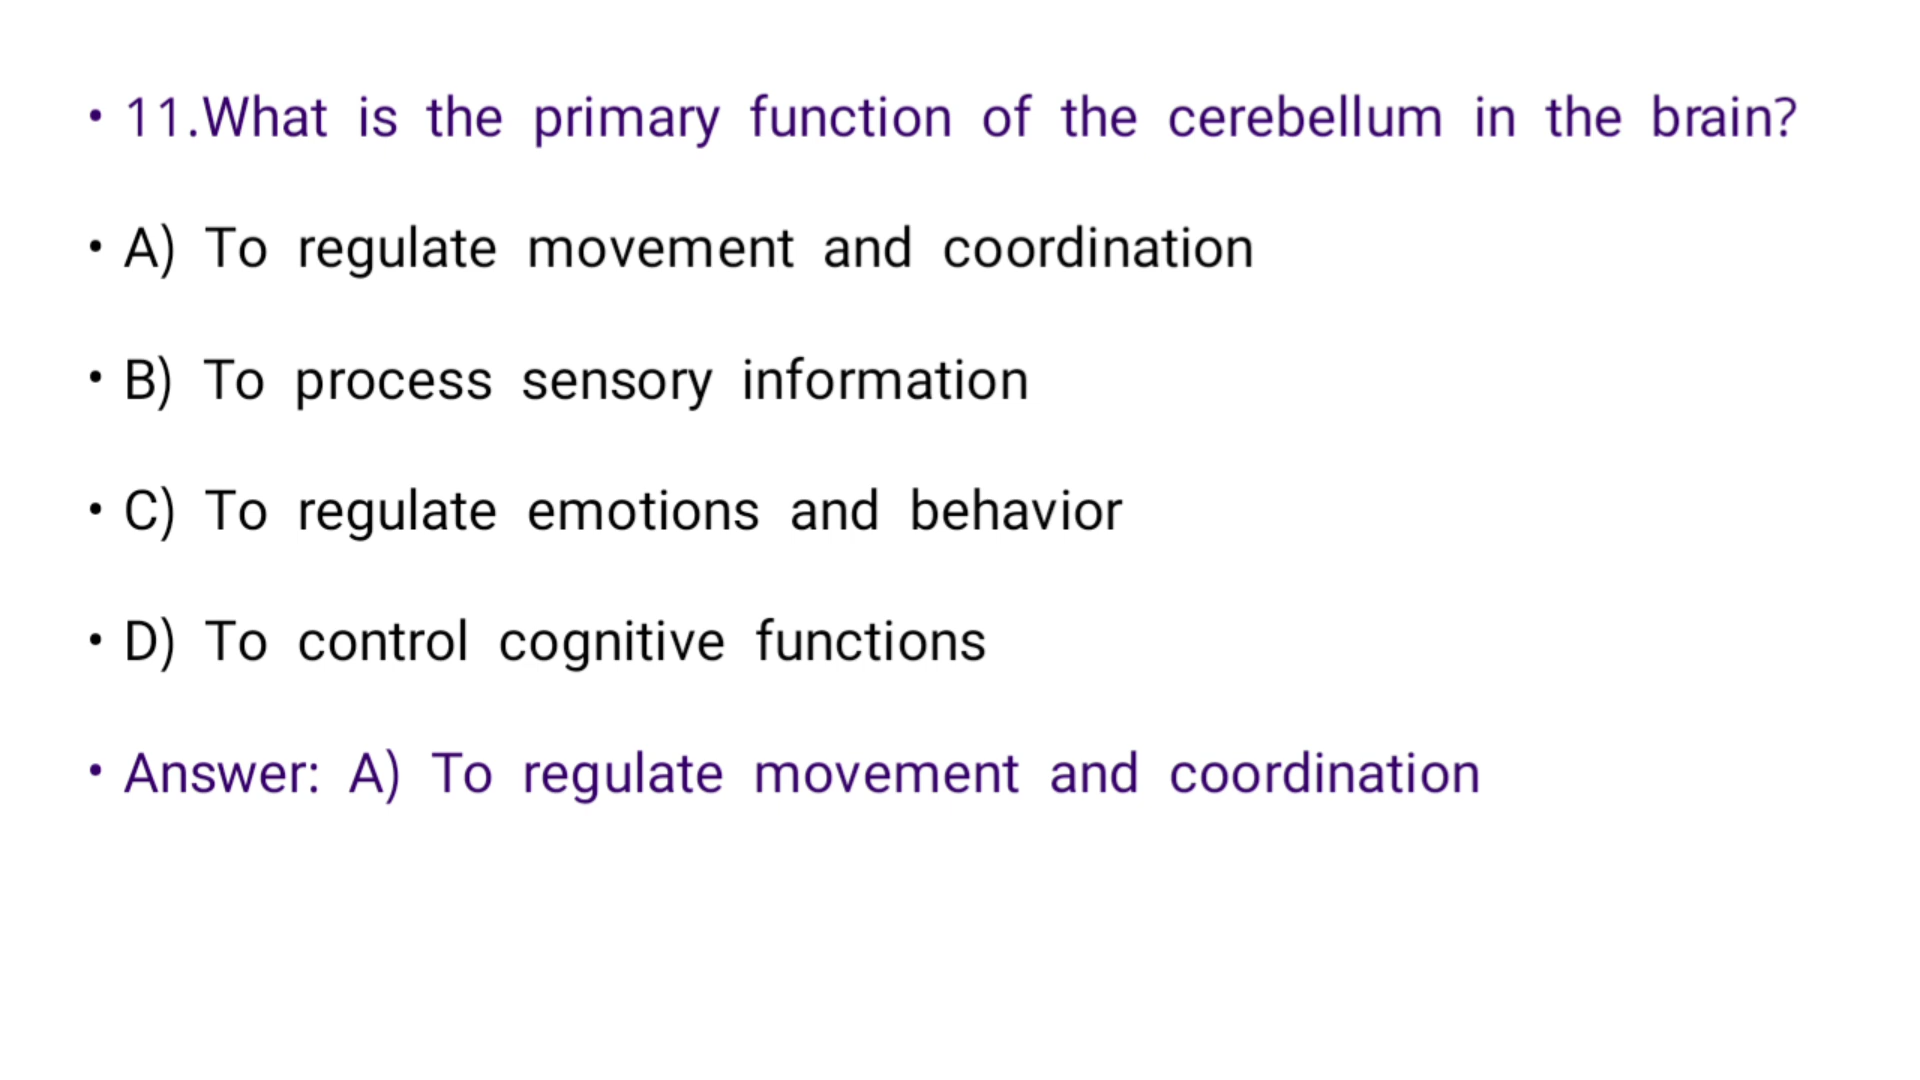 • 11.What is the primary function of the cerebellum in the brain?
• A) To regulate movement and coordination
• B) To process sensory information
• C) To regulate emotions and behavior
• D) To control cognitive functions
• Answer: A) To regulate movement and coordination